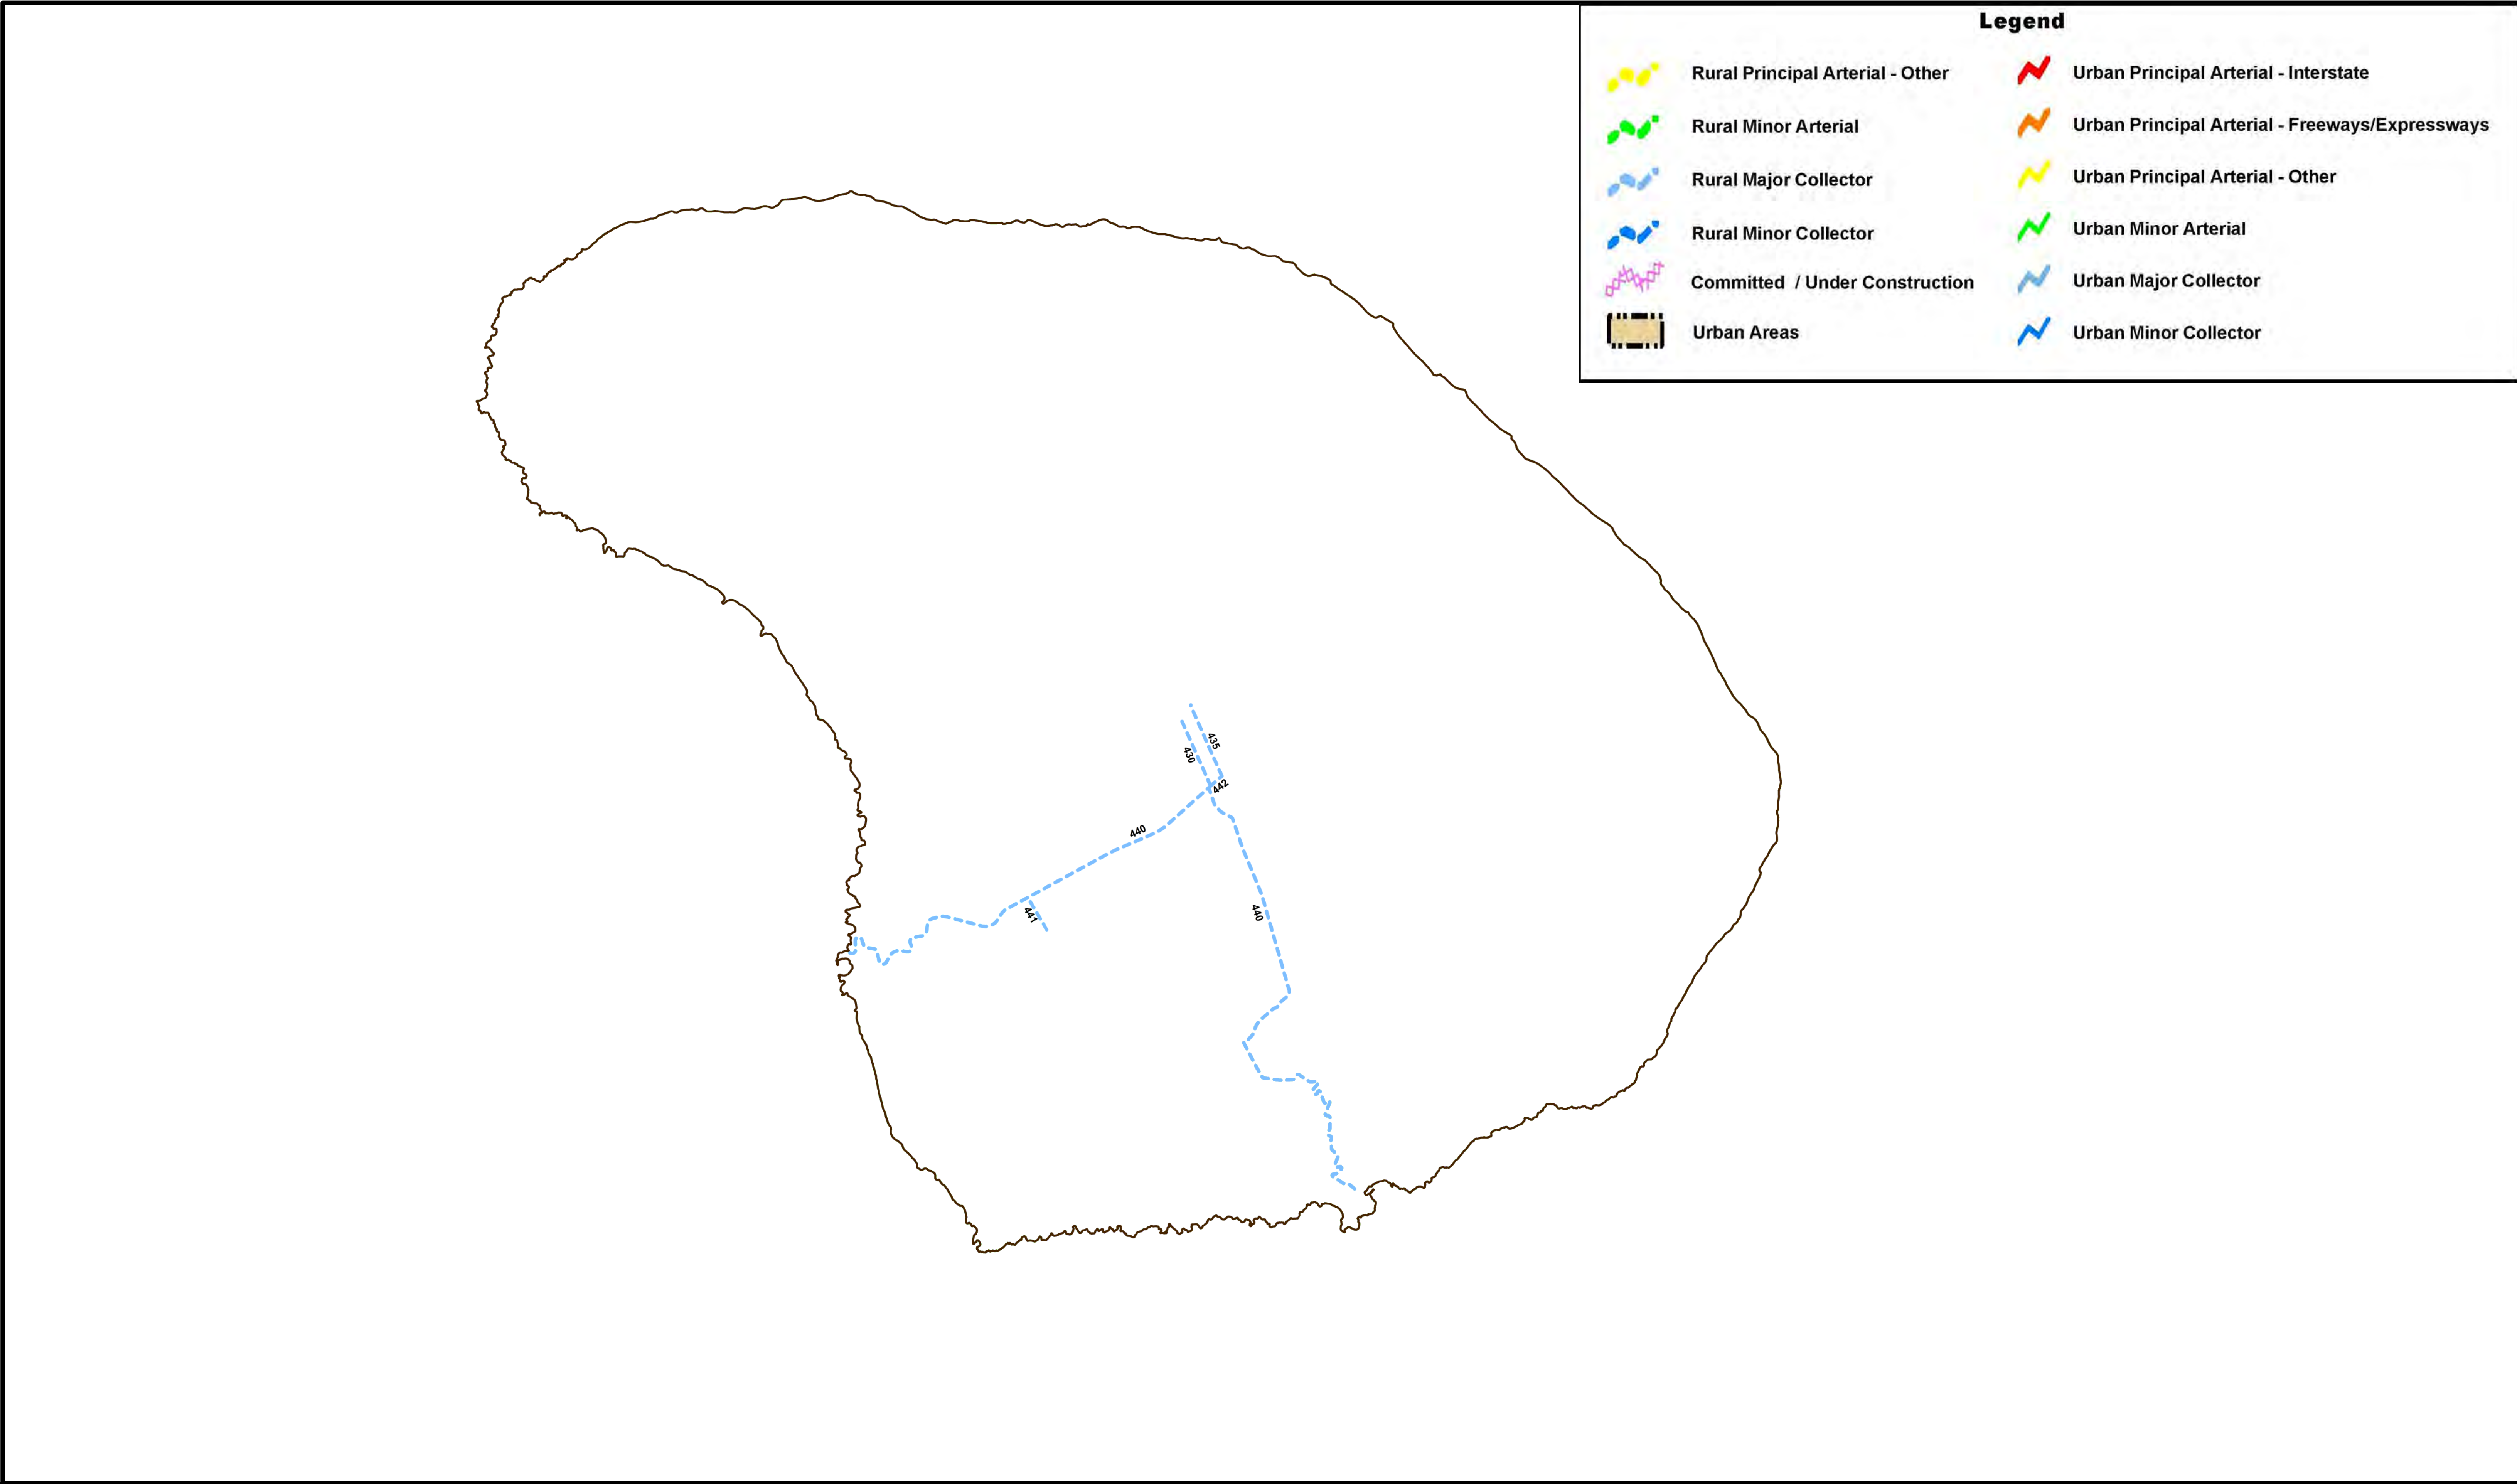 Legend
Rural Principal Arterial - Other
Rural Minor Arterial
Rural Major Collector
Rural Minor Collector
Committed / Under Construction
Urban Areas
Urban Principal Arterial - Interstate
Urban Principal Arterial - Freeways/Expressways
Urban Principal Arterial - Other
Urban Minor Arterial
Urban Major Collector
Urban Minor Collector
435
430
442
440
441
440